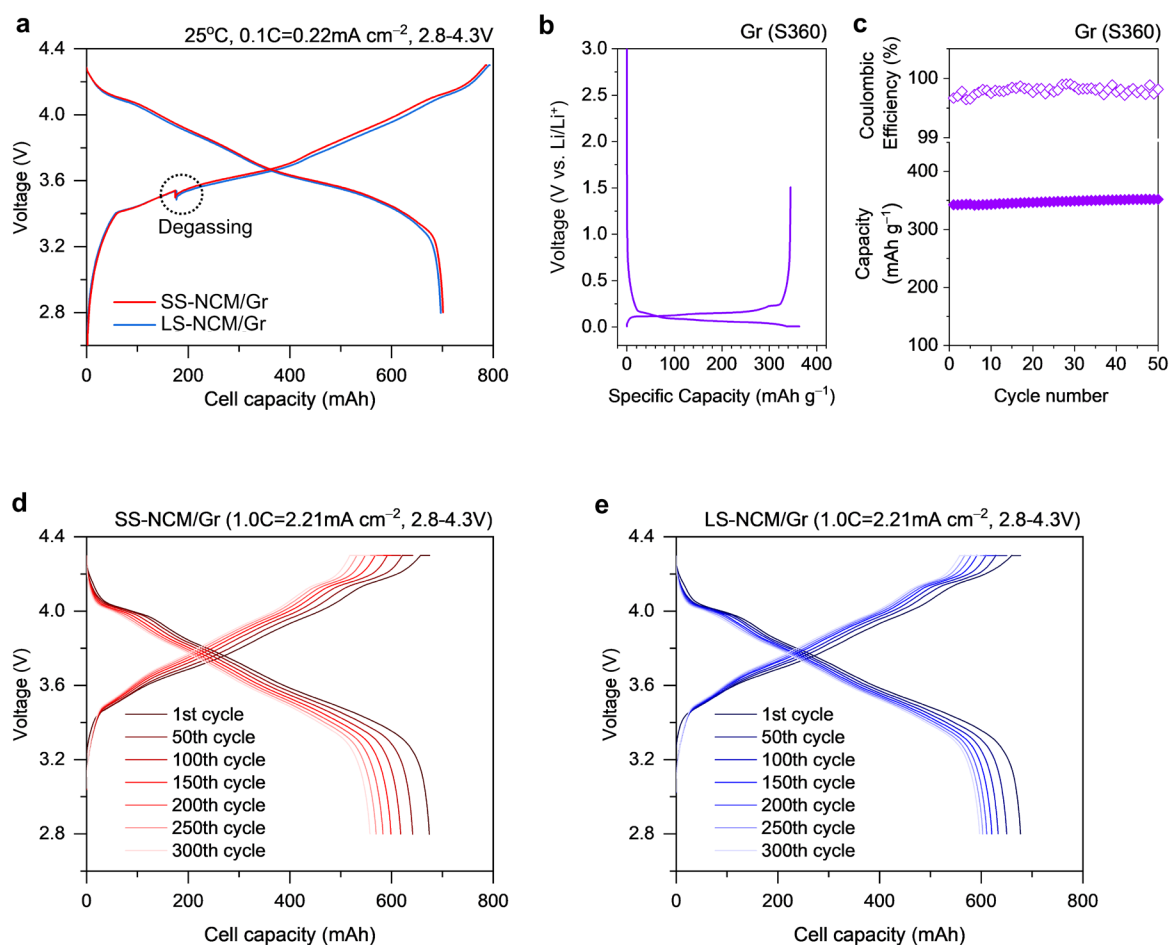 a
25°C, 0.1C=0.22mA cm⁻², 2.8-4.3V
Voltage (V)
4.4
4.0
3.6
3.2
2.8
Degassing
SS-NCM/Gr
LS-NCM/Gr
0
200
400
600
800
Cell capacity (mAh)
b
Gr (S360)
Voltage (V vs. Li/Li⁺)
3.0
2.5
2.0
1.5
1.0
0.5
0.0
0
100
200
300
400
Specific Capacity (mAh g⁻¹)
c
Gr (S360)
Coulombic
Efficiency (%)
100
99
Capacity
(mAh g⁻¹)
400
300
200
100
0
10
20
30
40
50
Cycle number
d
SS-NCM/Gr (1.0C=2.21mA cm⁻², 2.8-4.3V)
Voltage (V)
4.4
4.0
3.6
3.2
2.8
1st cycle
50th cycle
100th cycle
150th cycle
200th cycle
250th cycle
300th cycle
0
200
400
600
800
Cell capacity (mAh)
e
LS-NCM/Gr (1.0C=2.21mA cm⁻², 2.8-4.3V)
Voltage (V)
4.4
4.0
3.6
3.2
2.8
1st cycle
50th cycle
100th cycle
150th cycle
200th cycle
250th cycle
300th cycle
0
200
400
600
800
Cell capacity (mAh)